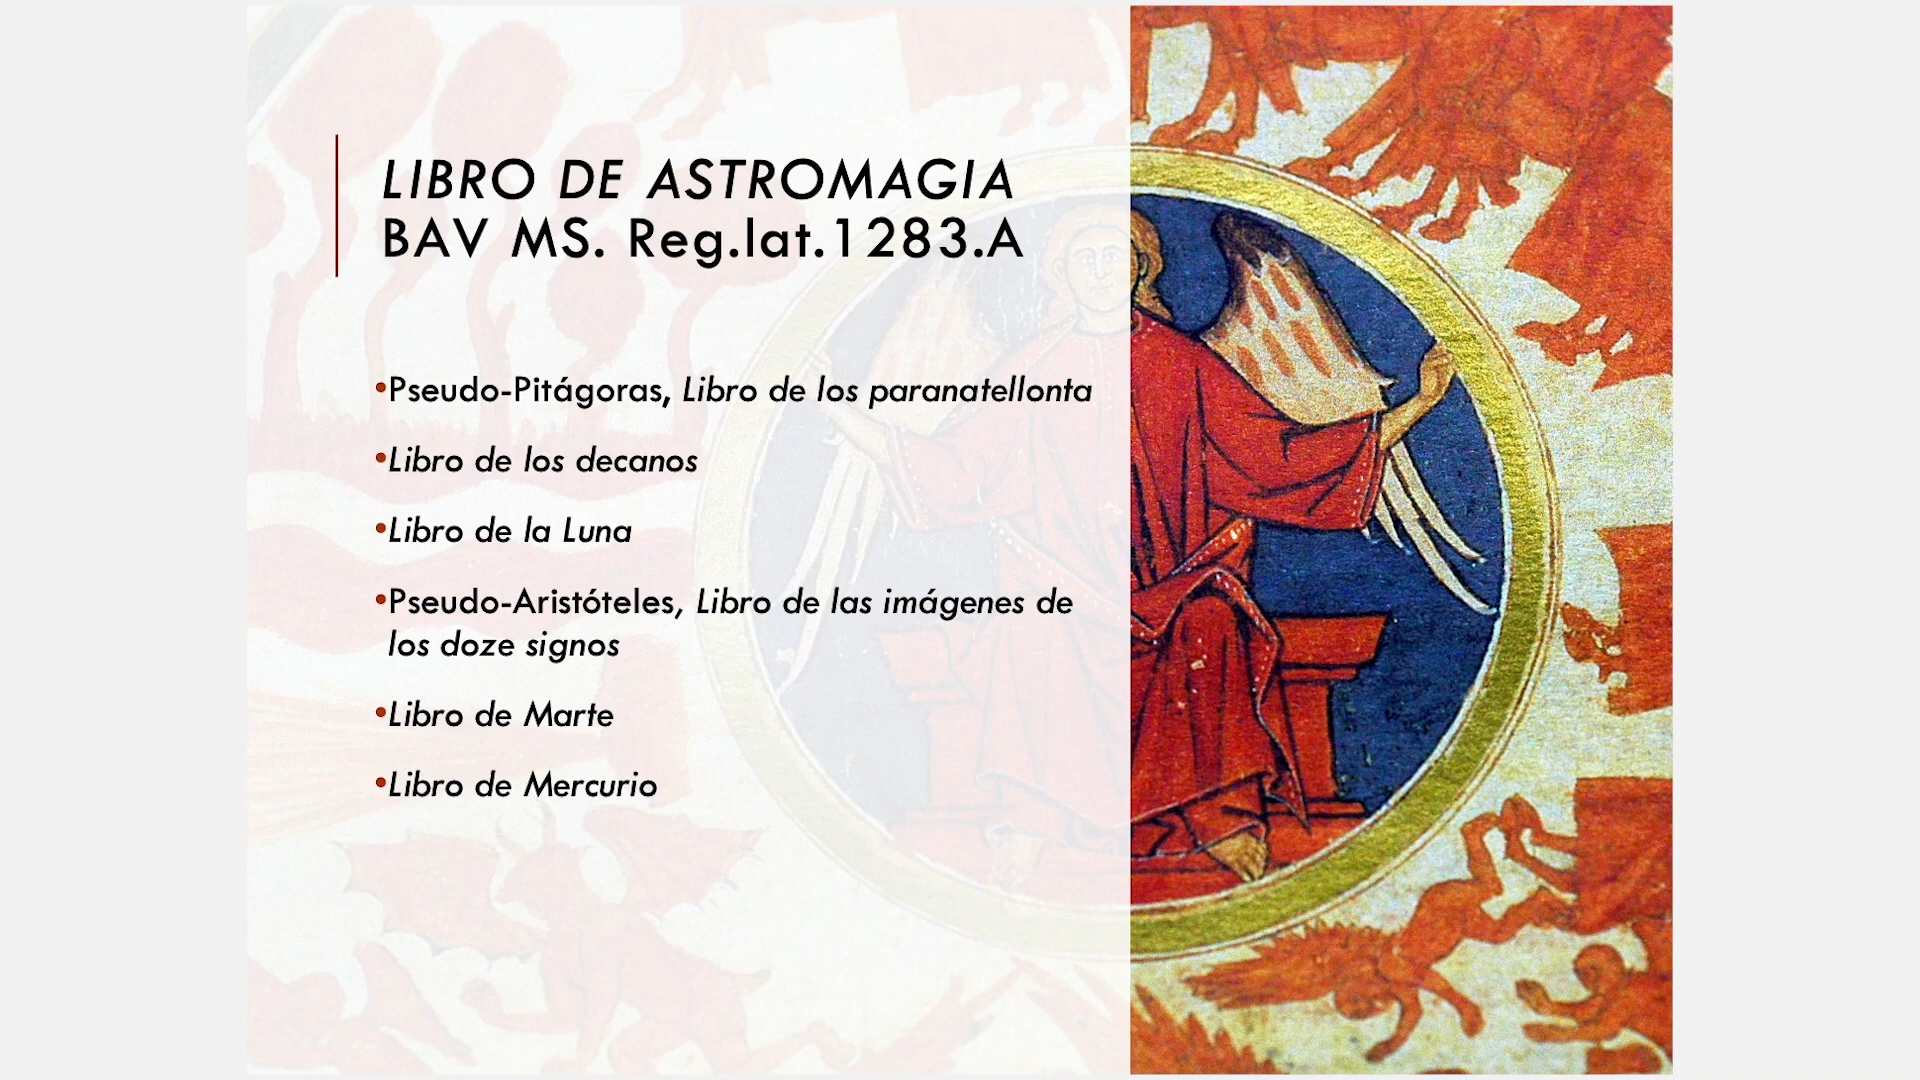 LIBRO DE ASTROMAGIA
BAV MS. Reg.lat.1283.A
•Pseudo-Pitágoras, Libro de los paranatellonta
•Libro de los decanos
•Libro de la Luna
•Pseudo-Aristóteles, Libro de las imágenes de
los doze signos
•Libro de Marte
•Libro de Mercurio